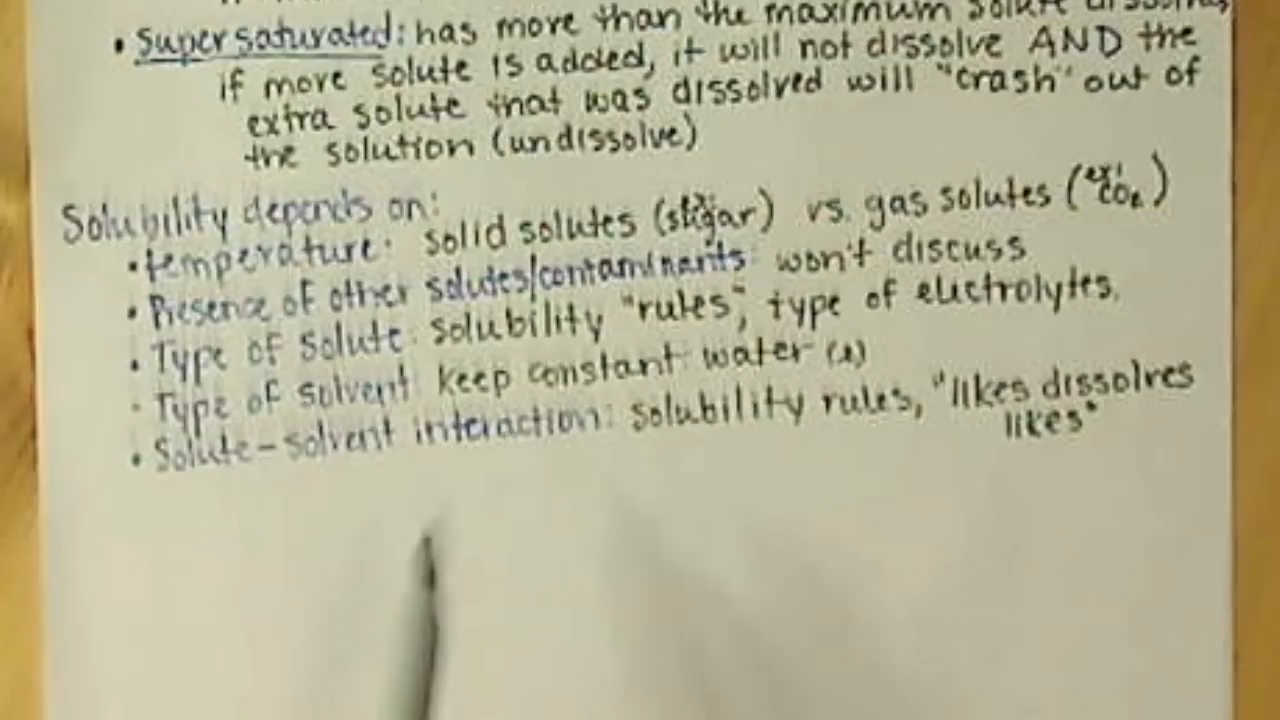 • Supersaturated: has more than the maximum solute
if more solute is added, it will not dissolve AND the
extra solute that was dissolved will "crash" out of
the solution (undissolve)
Solubility depends on:
• temperature: solid solutes (ex: sugar) vs. gas solutes (ex: CO₂)
• Presence of other solutes/contaminants: won't discuss
• Type of solute: solubility "rules", type of electrolytes.
• Type of solvent: keep constant: water (l)
• Solute-solvent interaction: solubility rules, "likes dissolves
likes"